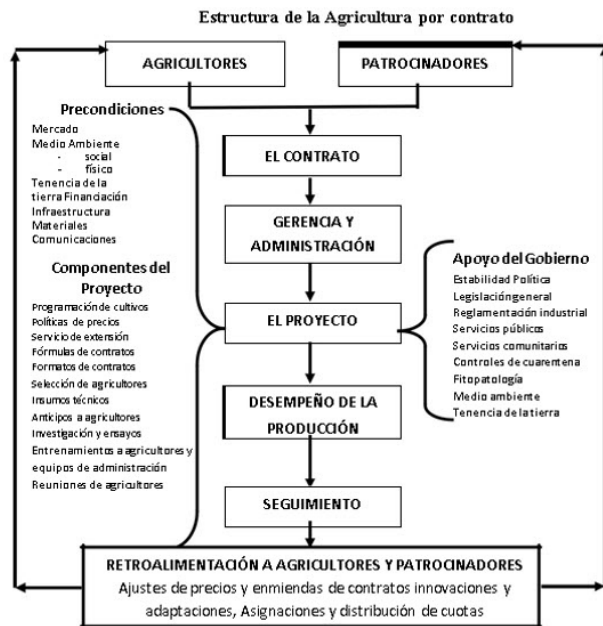 Estructura de la Agricultura por contrato
AGRICULTORES
PATROCINADORES
Precondiciones
Mercado
Medio Ambiente
- social
- físico
Tenencia de la
tierra Financiación
Infraestructura
Materiales
Comunicaciones
Componentes del
Proyecto
Programación de cultivos
Políticas de precios
Servicio de extensión
Fórmulas de contratos
Formatos de contratos
Selección de agricultores
Insumos técnicos
Anticipos a agricultores
Investigación y ensayos
Entrenamientos a agricultores y
equipos de administración
Reuniones de agricultores
EL CONTRATO
GERENCIA Y
ADMINISTRACIÓN
EL PROYECTO
DESEMPEÑO DE LA
PRODUCCIÓN
SEGUIMIENTO
Apoyo del Gobierno
Estabilidad Política
Legislación general
Reglamentación industrial
Servicios públicos
Servicios comunitarios
Controles de cuarentena
Fitopatología
Medio ambiente
Tenencia de la tierra
RETROALIMENTACIÓN A AGRICULTORES Y PATROCINADORES
Ajustes de precios y enmiendas de contratos innovaciones y
adaptaciones, Asignaciones y distribución de cuotas